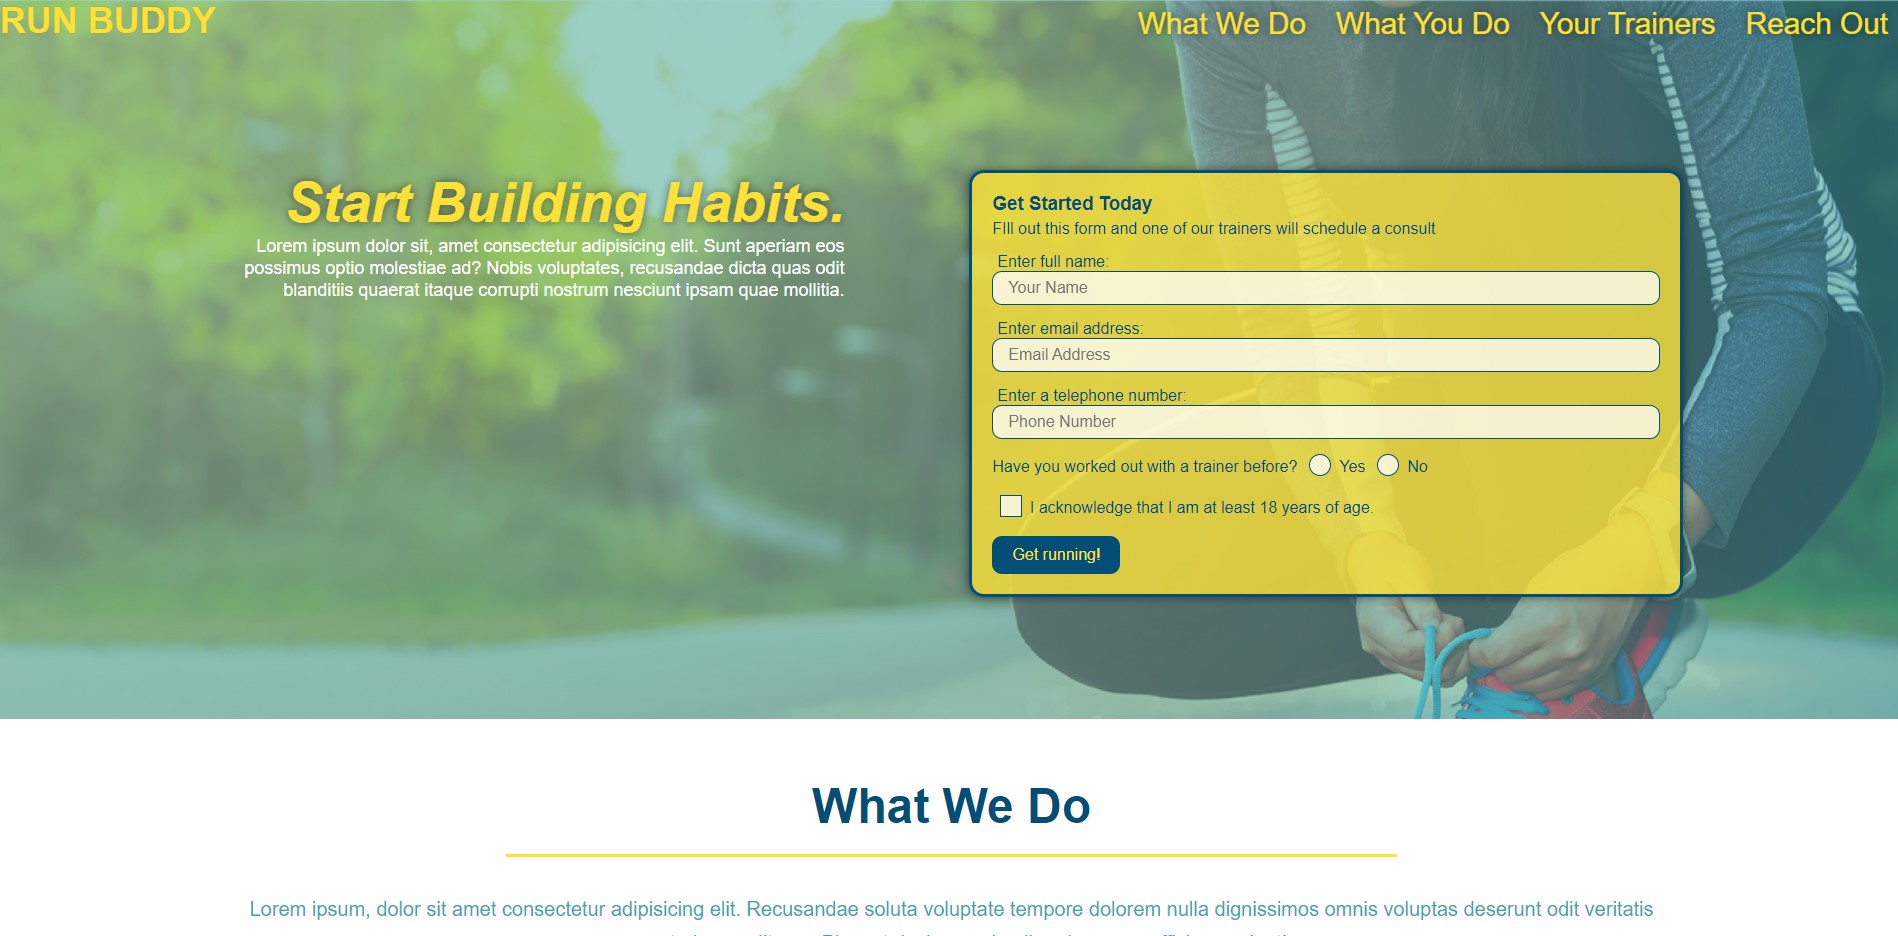 RUN BUDDY
What We Do
What You Do
Your Trainers
Reach Out
Start Building Habits.
Lorem ipsum dolor sit, amet consectetur adipisicing elit. Sunt aperiam eos
possimus optio molestiae ad? Nobis voluptates, recusandae dicta quas odit
blanditiis quaerat itaque corrupti nostrum nesciunt ipsam quae mollitia.
Get Started Today
FIll out this form and one of our trainers will schedule a consult
Enter full name:
Your Name
Enter email address:
Email Address
Enter a telephone number:
Phone Number
Have you worked out with a trainer before? Yes No
I acknowledge that I am at least 18 years of age.
Get running!
What We Do
Lorem ipsum, dolor sit amet consectetur adipisicing elit. Recusandae soluta voluptate tempore dolorem nulla dignissimos omnis voluptas deserunt odit veritatis